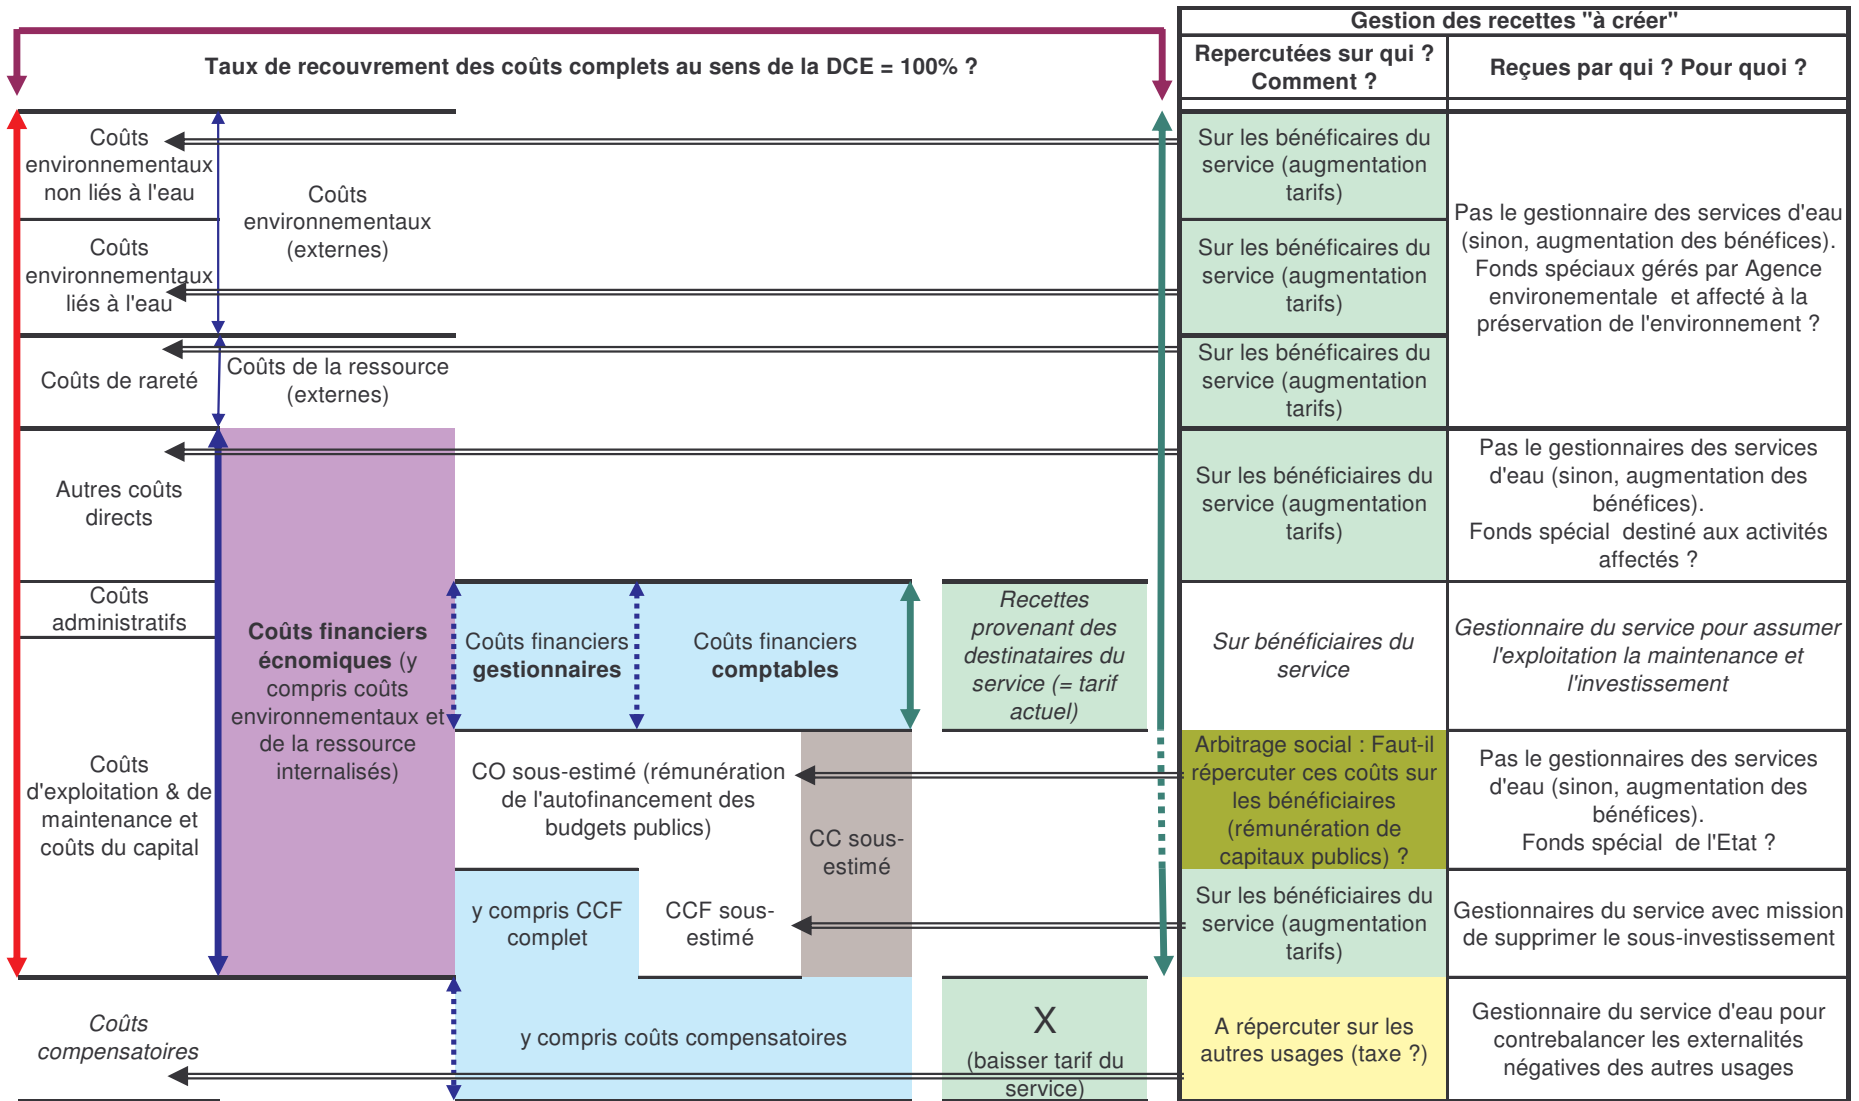 Gestion des recettes "à créer"
Taux de recouvrement des coûts complets au sens de la DCE = 100% ?
Repercutées sur qui ?
Comment ?
Reçues par qui ? Pour quoi ?
Coûts
environnementaux
non liés à l'eau
Coûts
environnementaux
(externes)
Sur les bénéficaires du
service (augmentation
tarifs)
Pas le gestionnaire des services d'eau
(sinon, augmentation des bénéfices).
Fonds spéciaux gérés par Agence
environementale et affecté à la
préservation de l'environnement ?
Coûts
environnementaux
liés à l'eau
Sur les bénéficaires du
service (augmentation
tarifs)
Coûts de rareté
Coûts de la ressource
(externes)
Sur les bénéficaires du
service (augmentation
tarifs)
Autres coûts
directs
Sur les bénéficiaires du
service (augmentation
tarifs)
Pas le gestionnaires des services
d'eau (sinon, augmentation des
bénéfices).
Fonds spécial destiné aux activités
affectés ?
Coûts
administratifs
Coûts financiers
écnomiques (y
compris coûts
environnementaux et
de la ressource
internalisés)
Coûts financiers
gestionnaires
Coûts financiers
comptables
Recettes
provenant des
destinataires du
service (= tarif
actuel)
Sur bénéficiaires du
service
Gestionnaire du service pour assumer
l'exploitation la maintenance et
l'investissement
Coûts
d'exploitation & de
maintenance et
coûts du capital
CO sous-estimé (rémunération
de l'autofinancement des
budgets publics)
CC sous-
estimé
Arbitrage social : Faut-il
répercuter ces coûts sur
les bénéficiaires
(rémunération de
capitaux publics) ?
Pas le gestionnaires des services
d'eau (sinon, augmentation des
bénéfices).
Fonds spécial de l'Etat ?
y compris CCF
complet
CCF sous-
estimé
Sur les bénéficiaires du
service (augmentation
tarifs)
Gestionnaires du service avec mission
de supprimer le sous-investissement
Coûts
compensatoires
y compris coûts compensatoires
X
(baisser tarif du
service)
A répercuter sur les
autres usages (taxe ?)
Gestionnaire du service d'eau pour
contrebalancer les externalités
négatives des autres usages